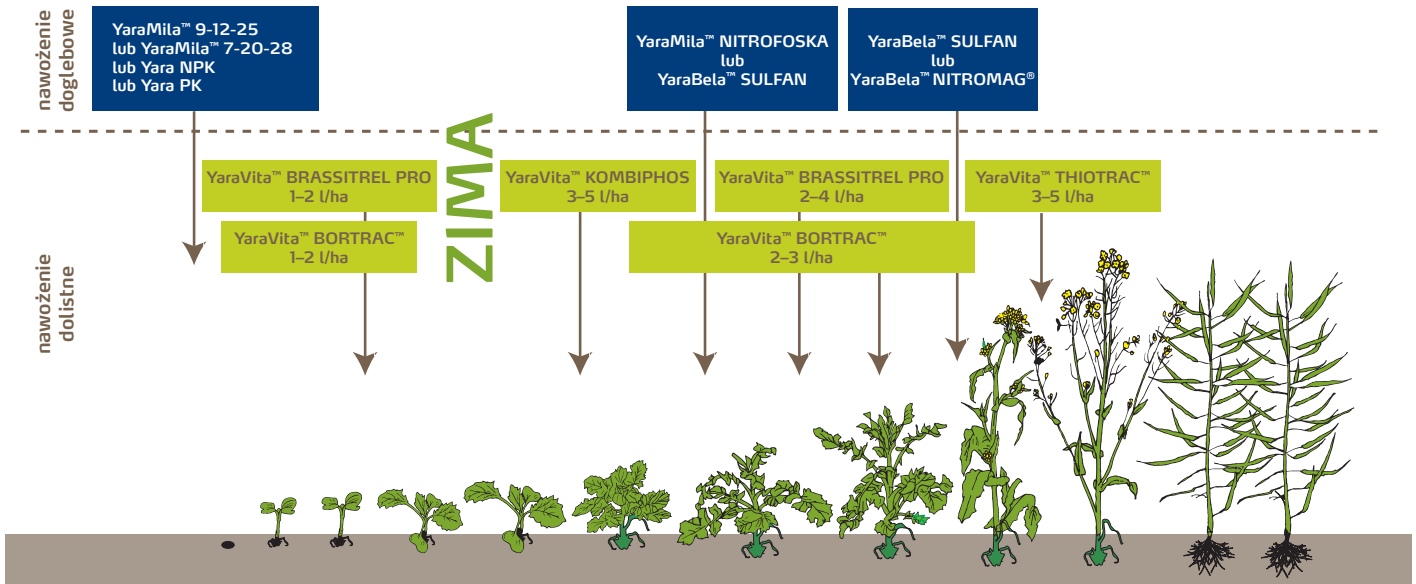 nawożenie
doglebowe
YaraMila™ 9-12-25
lub YaraMila™ 7-20-28
lub Yara NPK
lub Yara PK
YaraMila™ NITROFOSKA
lub
YaraBela™ SULFAN
YaraBela™ SULFAN
lub
YaraBela™ NITROMAG®
nawożenie
dolistne
YaraVita™ BRASSITREL PRO
1–2 l/ha
YaraVita™ BORTRAC™
1–2 l/ha
ZIMA
YaraVita™ KOMBIPHOS
3–5 l/ha
YaraVita™ BRASSITREL PRO
2–4 l/ha
YaraVita™ BORTRAC™
2–3 l/ha
YaraVita™ THIOTRAC™
3–5 l/ha